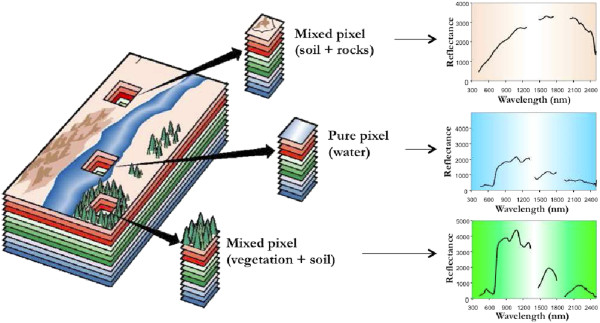 Mixed pixel
(soil + rocks)
Reflectance
4000
3000
2000
1000
0
300 600 900 1200 1500 1800 2100 2400
Wavelength (nm)
Pure pixel
(water)
Reflectance
4000
3000
2000
1000
0
300 600 900 1200 1500 1800 2100 2400
Wavelength (nm)
Mixed pixel
(vegetation + soil)
Reflectance
5000
4000
3000
2000
1000
0
300 600 900 1200 1500 1800 2100 2400
Wavelength (nm)